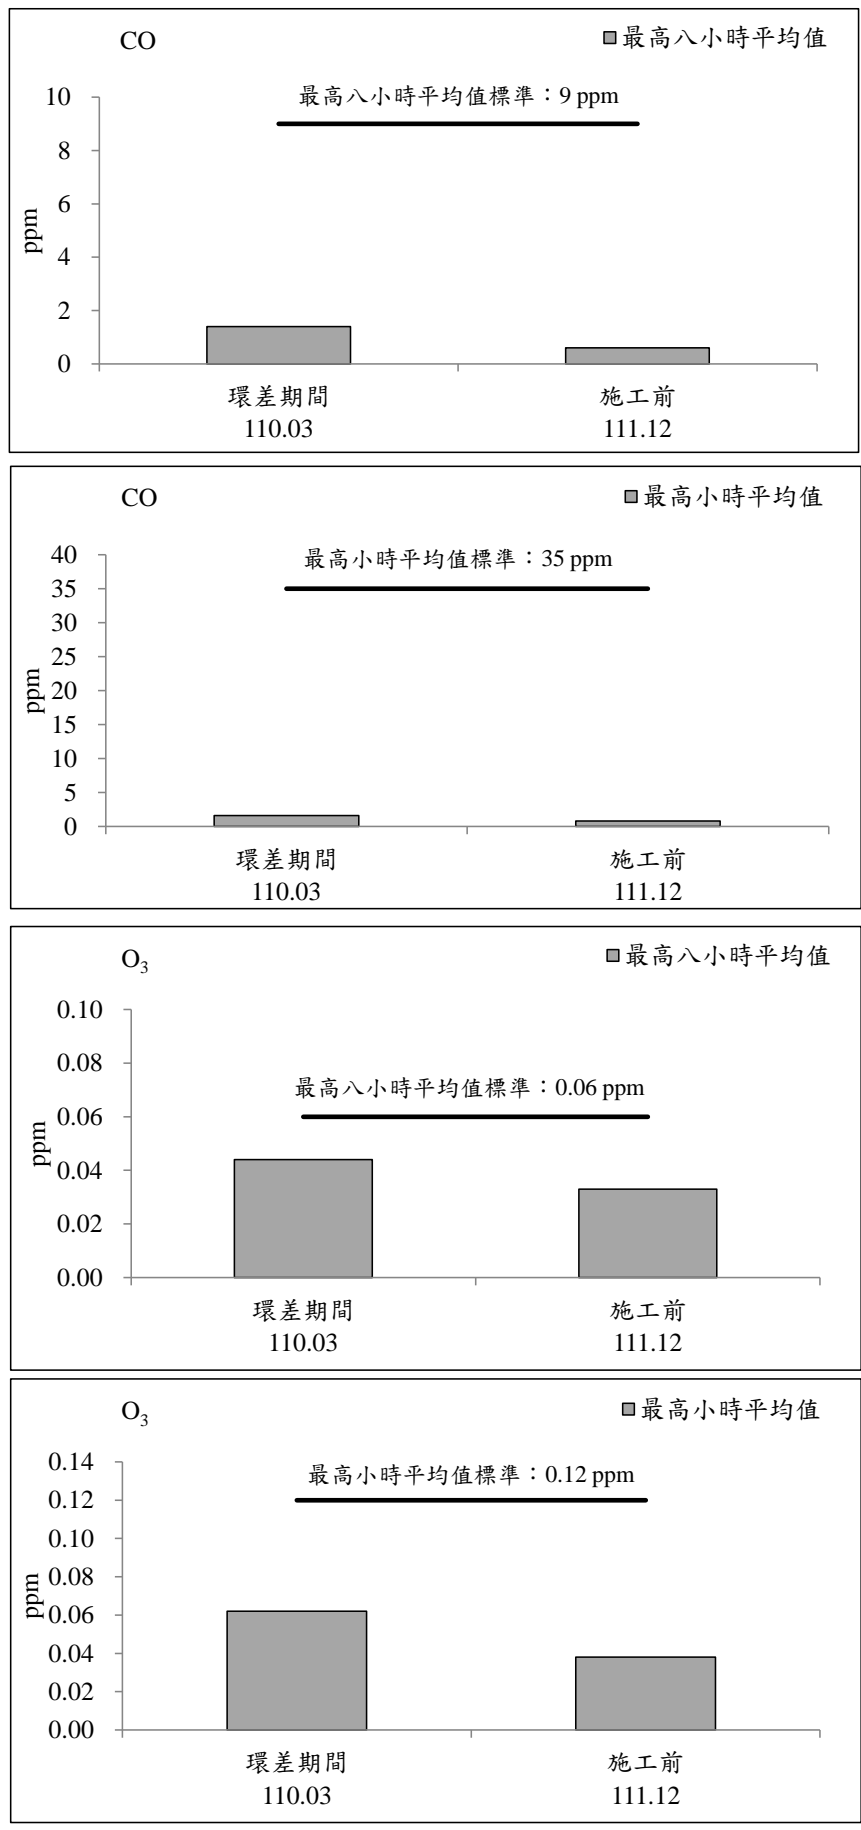 CO
最高八小時平均值
最高八小時平均值標準：9 ppm
10
8
6
4
2
0
ppm
環差期間
110.03
施工前
111.12
CO
最高小時平均值
最高小時平均值標準：35 ppm
40
35
30
25
20
15
10
5
0
ppm
環差期間
110.03
施工前
111.12
O3
最高八小時平均值
最高八小時平均值標準：0.06 ppm
0.10
0.08
0.06
0.04
0.02
0.00
ppm
環差期間
110.03
施工前
111.12
O3
最高小時平均值
最高小時平均值標準：0.12 ppm
0.14
0.12
0.10
0.08
0.06
0.04
0.02
0.00
ppm
環差期間
110.03
施工前
111.12